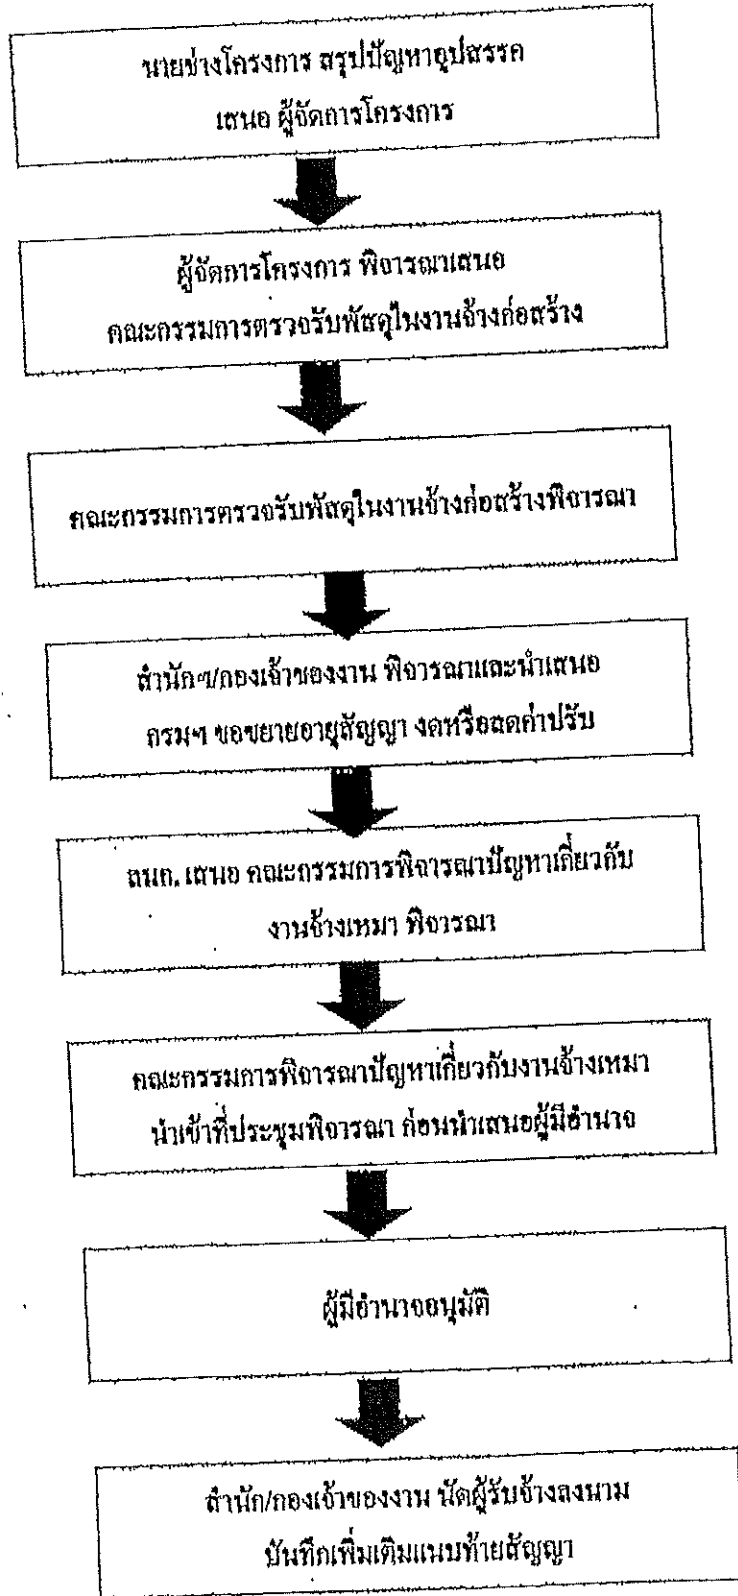 นายช่างโครงการ สรุปปัญหาอุปสรรค
เสนอ ผู้จัดการโครงการ
ผู้จัดการโครงการ พิจารณาเสนอ
คณะกรรมการตรวจรับพัสดุในงานจ้างก่อสร้าง
คณะกรรมการตรวจรับพัสดุในงานจ้างก่อสร้างพิจารณา
สำนักฯ/กองเจ้าของงาน พิจารณาและนำเสนอ
กรมฯ ขอขยายอายุสัญญา งดหรือลดค่าปรับ
ลนก. เสนอ คณะกรรมการพิจารณาปัญหาเกี่ยวกับ
งานจ้างเหมา พิจารณา
คณะกรรมการพิจารณาปัญหาเกี่ยวกับงานจ้างเหมา
นำเข้าที่ประชุมพิจารณา ก่อนนำเสนอผู้มีอำนาจ
ผู้มีอำนาจอนุมัติ
สำนัก/กองเจ้าของงาน นัดผู้รับจ้างลงนาม
บันทึกเพิ่มเติมแนบท้ายสัญญา